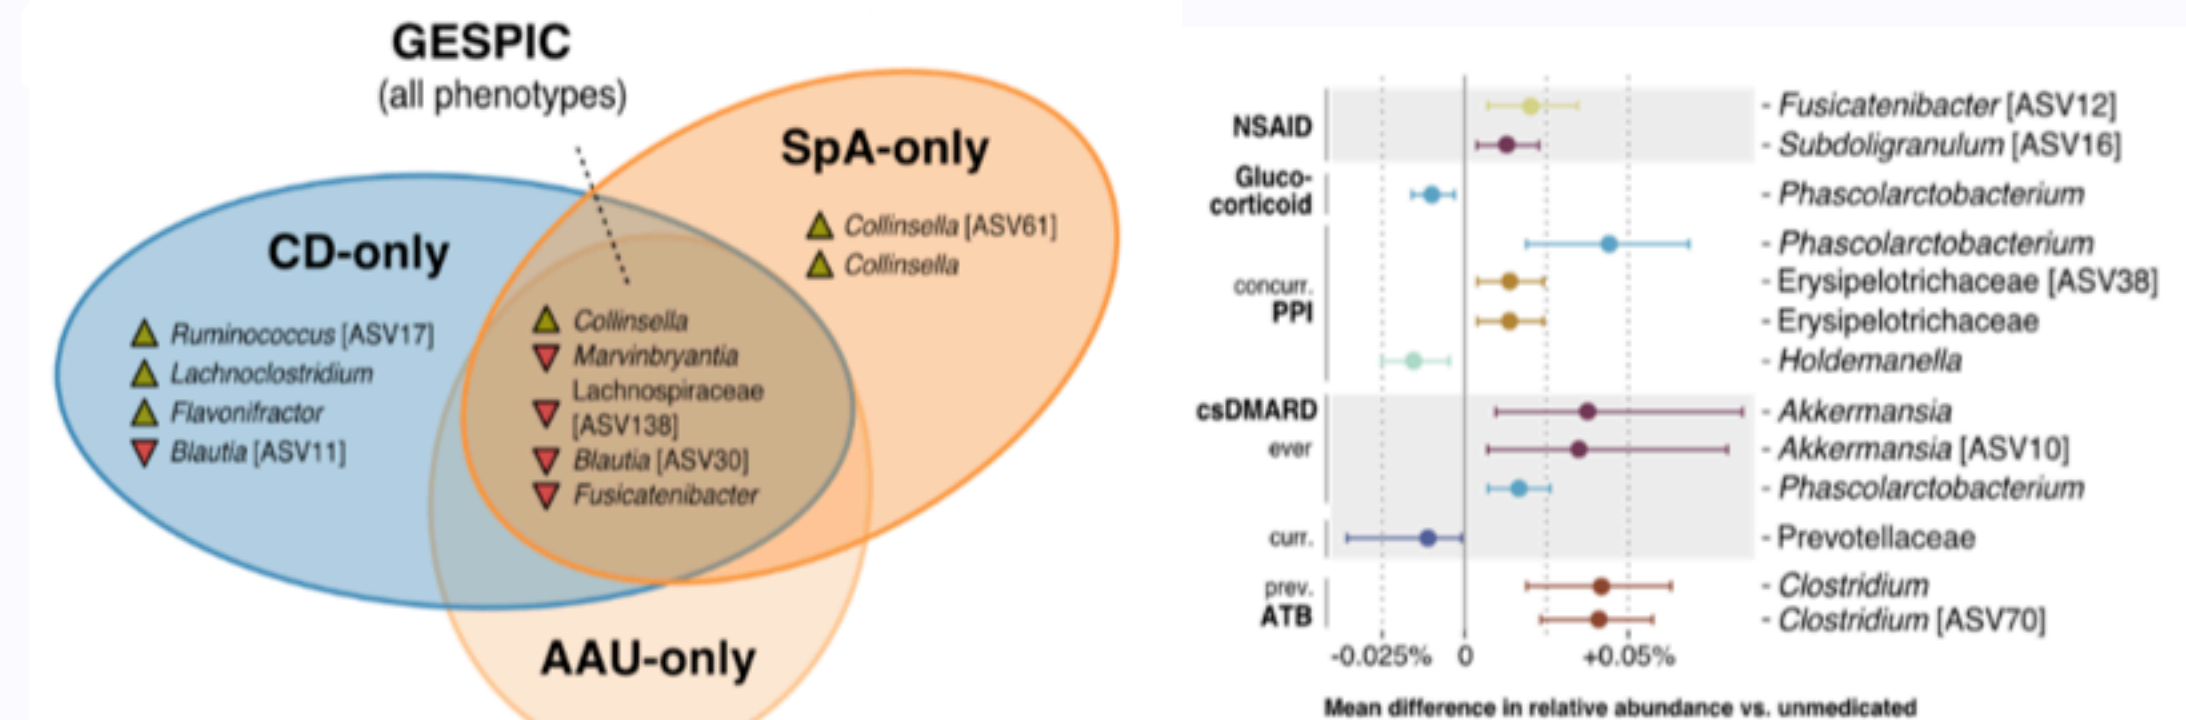 GESPIC
(all phenotypes)
SpA-only
Collinsella [ASV61]
Collinsella
CD-only
Ruminococcus [ASV17]
Lachnoclostridium
Flavonifractor
Blautia [ASV11]
Collinsella
Marvinbryantia
Lachnospiraceae
[ASV138]
Blautia [ASV30]
Fusicatenibacter
AAU-only
NSAID
- Fusicatenibacter [ASV12]
- Subdoligranulum [ASV16]
Gluco-
corticoid
- Phascolarctobacterium
concurr.
PPI
- Phascolarctobacterium
- Erysipelotrichaceae [ASV38]
- Erysipelotrichaceae
- Holdemanella
csDMARD
ever
- Akkermansia
- Akkermansia [ASV10]
- Phascolarctobacterium
curr.
- Prevotellaceae
prev.
ATB
- Clostridium
- Clostridium [ASV70]
-0.025% 0 +0.05%
Mean difference in relative abundance vs. unmedicated